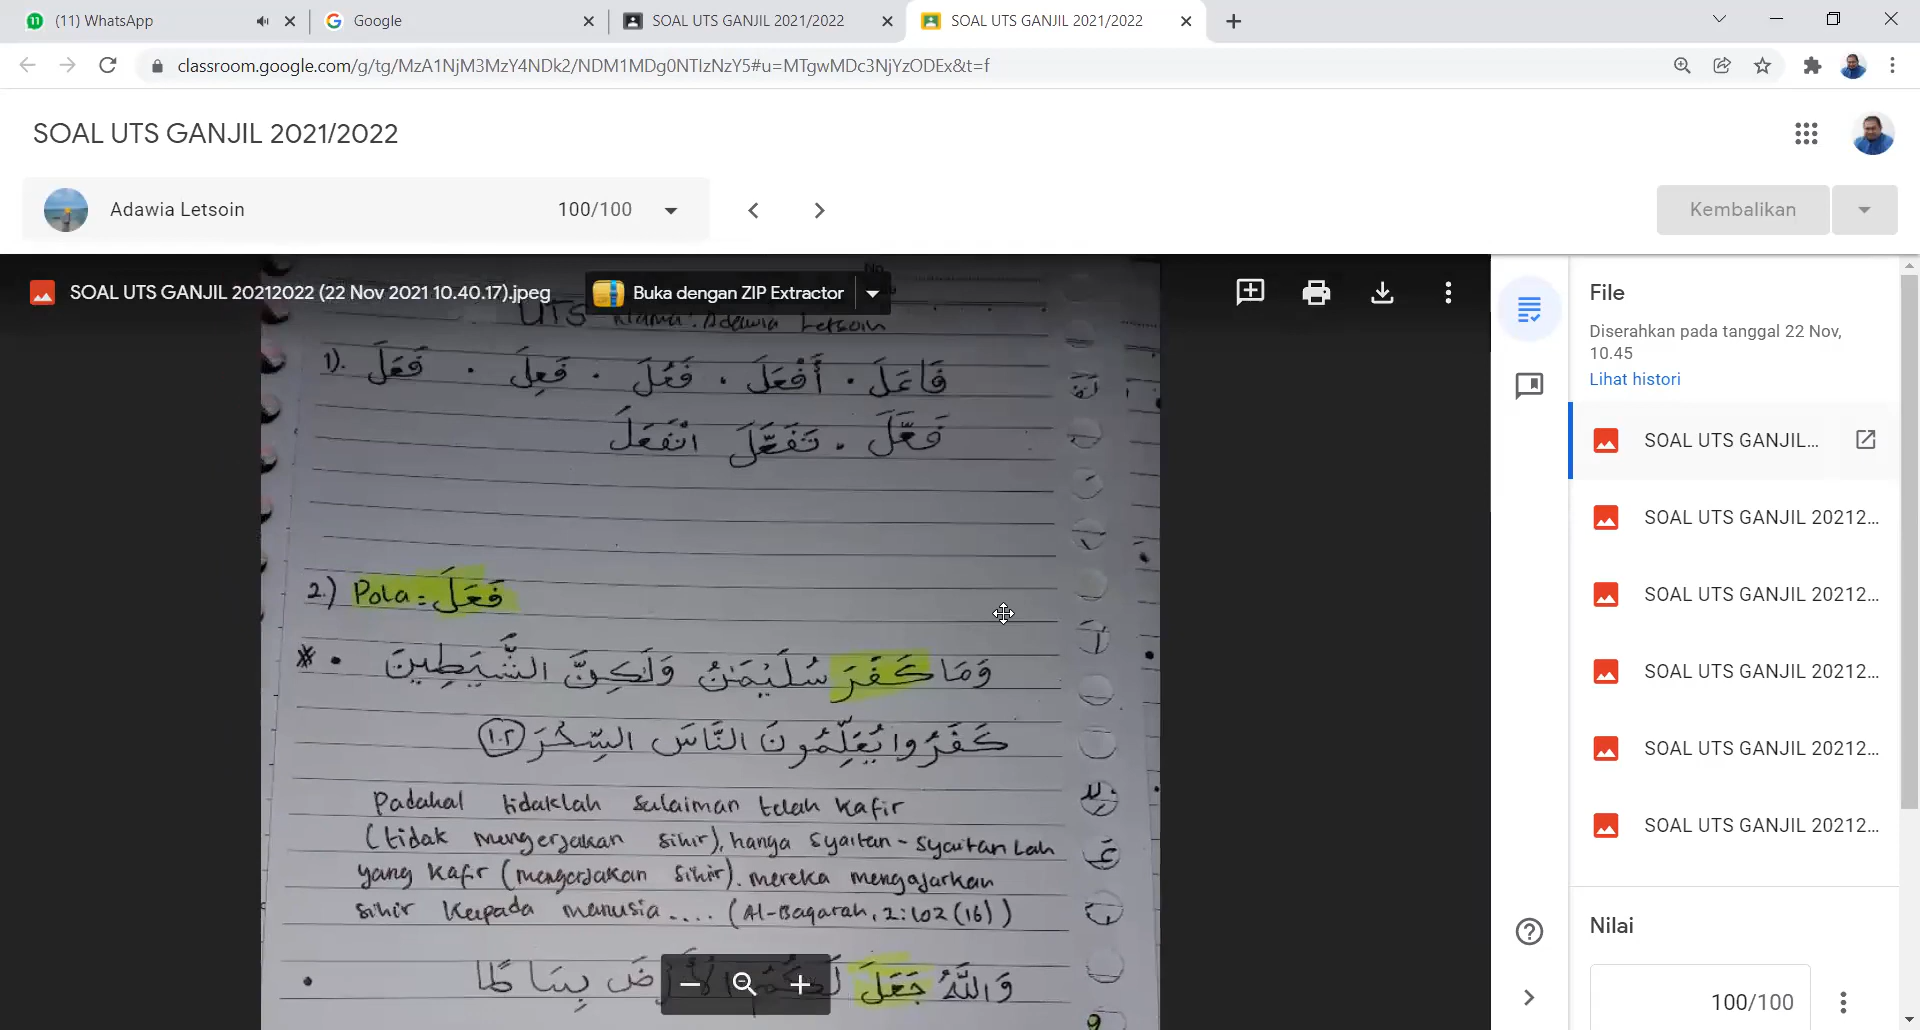 (11) WhatsApp
Google
SOAL UTS GANJIL 2021/2022
SOAL UTS GANJIL 2021/2022
classroom.google.com/g/tg/MzA1NjM3MzY4NDk2/NDM1MDg0NTIzNzY5#u=MTgwMDc3NjYzODEx&t=f
SOAL UTS GANJIL 2021/2022
Adawia Letsoin
100/100
Kembalikan
SOAL UTS GANJIL 20212022 (22 Nov 2021 10.40.17).jpeg
Buka dengan ZIP Extractor
UTS Nama : Adawia Letsoin
1). فَاعَلَ . أَفْعَلَ . فَعُلَ . فَعِلَ . فَعَلَ
فَعَّلَ . تَفَعَّلَ انْفَعَلَ
2.) Pola : فَعَلَ
وَمَا كَفَرَ سُلَيْمَـٰنُ وَلَـٰكِنَّ الشَّيَـٰطِينَ
كَفَرُوا يُعَلِّمُونَ النَّاسَ السِّحْرَ (١٠٢)
Padahal tidaklah Sulaiman telah kafir
(tidak mengerjakan sihir), hanya syaitan-syaitan Lah
yang kafir (mengerjakan sihir). mereka mengajarkan
sihir kepada manusia .... (Al-Baqarah, 2:102 (16))
وَاللَّهُ جَعَلَ لَكُمُ الْأَرْضَ بِسَاطًا
File
Diserahkan pada tanggal 22 Nov,
10.45
Lihat histori
SOAL UTS GANJIL...
SOAL UTS GANJIL 20212...
SOAL UTS GANJIL 20212...
SOAL UTS GANJIL 20212...
SOAL UTS GANJIL 20212...
SOAL UTS GANJIL 20212...
Nilai
100/100